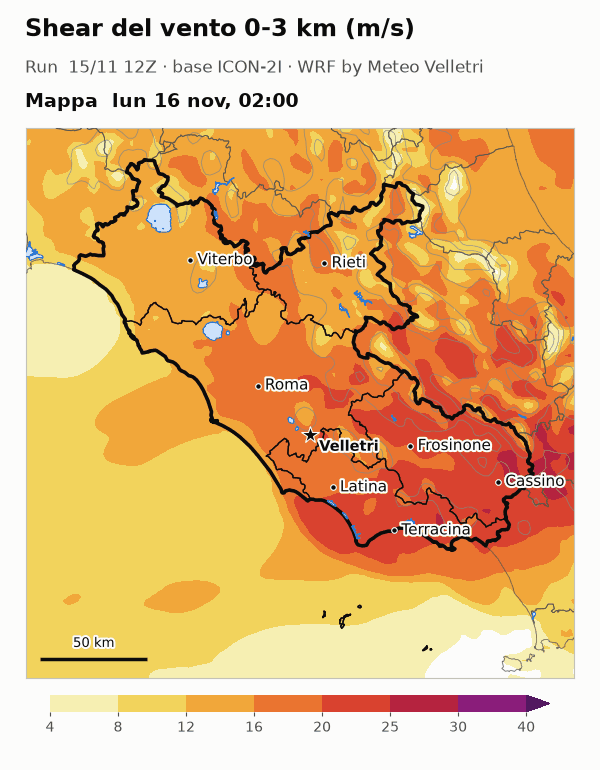 Shear del vento 0-3 km (m/s)
Run 15/11 12Z · base ICON-2I · WRF by Meteo Velletri
Mappa lun 16 nov, 02:00
Viterbo
Rieti
Roma
Velletri
Frosinone
Cassino
Latina
Terracina
50 km
4 8 12 16 20 25 30 40